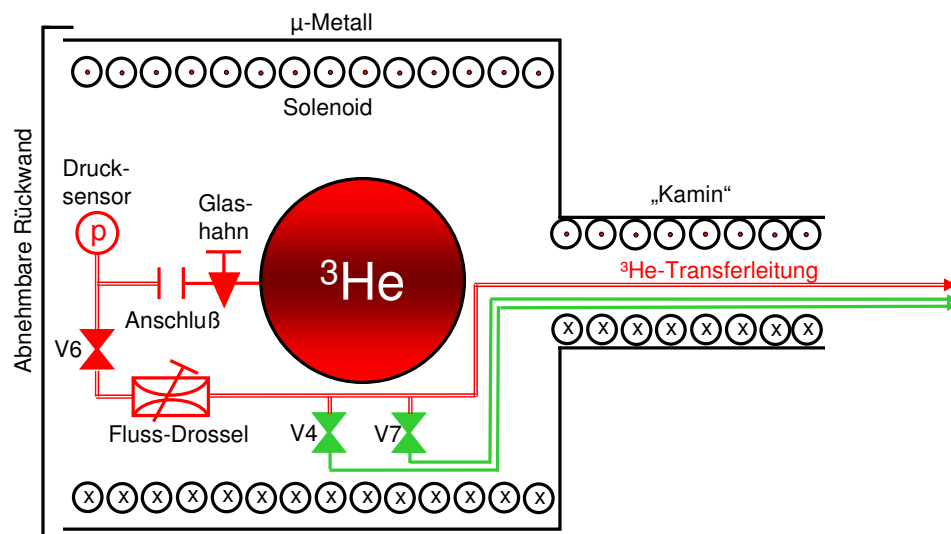 µ-Metall
Solenoid
Abnehmbare Rückwand
Druck-
sensor
p
Glas-
hahn
„Kamin“
³He
³He-Transferleitung
Anschluß
V6
Fluss-Drossel
V4
V7
x x x x x x x x
x x x x x x x x x x x x x x